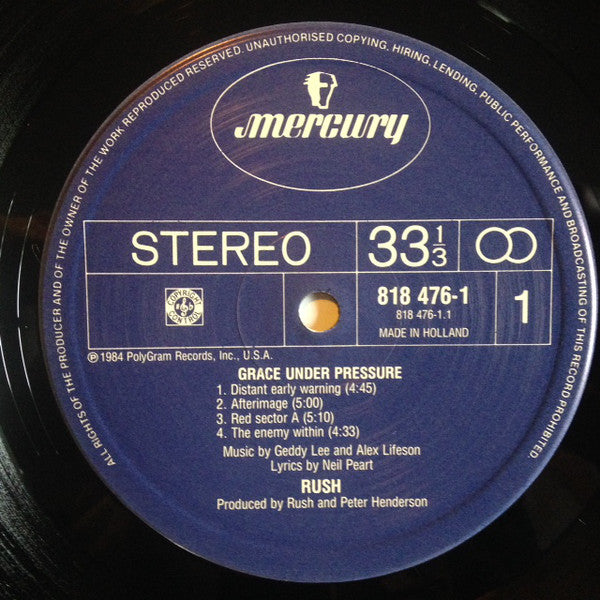 ALL RIGHTS OF THE PRODUCER AND OF THE OWNER OF THE WORK REPRODUCED RESERVED. UNAUTHORISED COPYING, HIRING, LENDING, PUBLIC PERFORMANCE AND BROADCASTING OF THIS RECORD PROHIBITED.
mercury
STEREO
33 1/3
COPYRIGHT
CONTROL
818 476-1
818 476-1.1
MADE IN HOLLAND
1
℗ 1984 PolyGram Records, Inc., U.S.A.
GRACE UNDER PRESSURE
1. Distant early warning (4:45)
2. Afterimage (5:00)
3. Red sector A (5:10)
4. The enemy within (4:33)
Music by Geddy Lee and Alex Lifeson
Lyrics by Neil Peart
RUSH
Produced by Rush and Peter Henderson